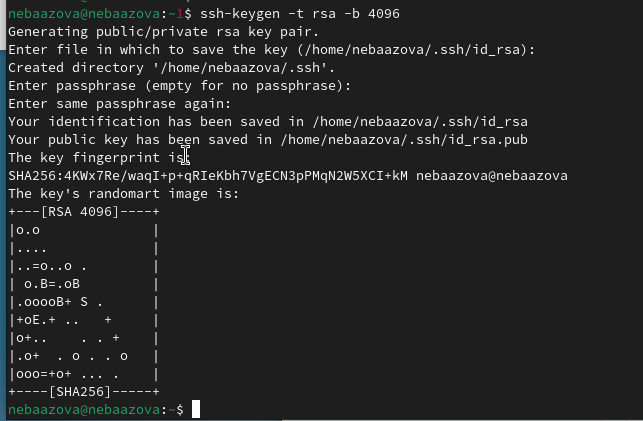 nebaazova@nebaazova:~1$ ssh-keygen -t rsa -b 4096
Generating public/private rsa key pair.
Enter file in which to save the key (/home/nebaazova/.ssh/id_rsa):
Created directory '/home/nebaazova/.ssh'.
Enter passphrase (empty for no passphrase):
Enter same passphrase again:
Your identification has been saved in /home/nebaazova/.ssh/id_rsa
Your public key has been saved in /home/nebaazova/.ssh/id_rsa.pub
The key fingerprint is:
SHA256:4KWx7Re/waqI+p+qRIeKbh7VgECN3pPMqN2W5XCI+kM nebaazova@nebaazova
The key's randomart image is:
+---[RSA 4096]----+
|o.o              |
|....             |
|..=o..o .        |
| o.B=.oB         |
|.ooooB+ S .      |
|+oE.+ ..   +     |
|o+..    . . +    |
|.o+  . o . . o   |
|ooo=+o+ ... .    |
+----[SHA256]-----+
nebaazova@nebaazova:~$